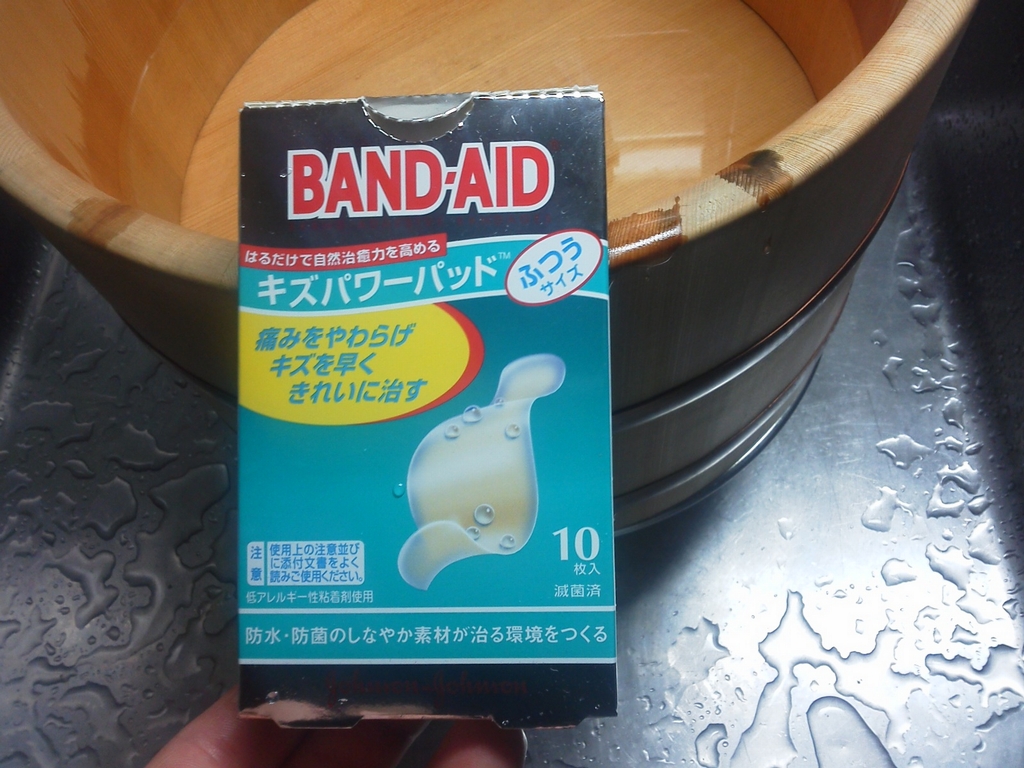 BAND-AID
はるだけで自然治癒力を高める
キズパワーパッド™
ふつう
サイズ
痛みをやわらげ
キズを早く
きれいに治す
10
枚入
滅菌済
注意
使用上の注意並びに
添付文書をよく
読みご使用ください。
低アレルギー性粘着剤使用
防水・防菌のしなやか素材が治る環境をつくる
Johnson & Johnson